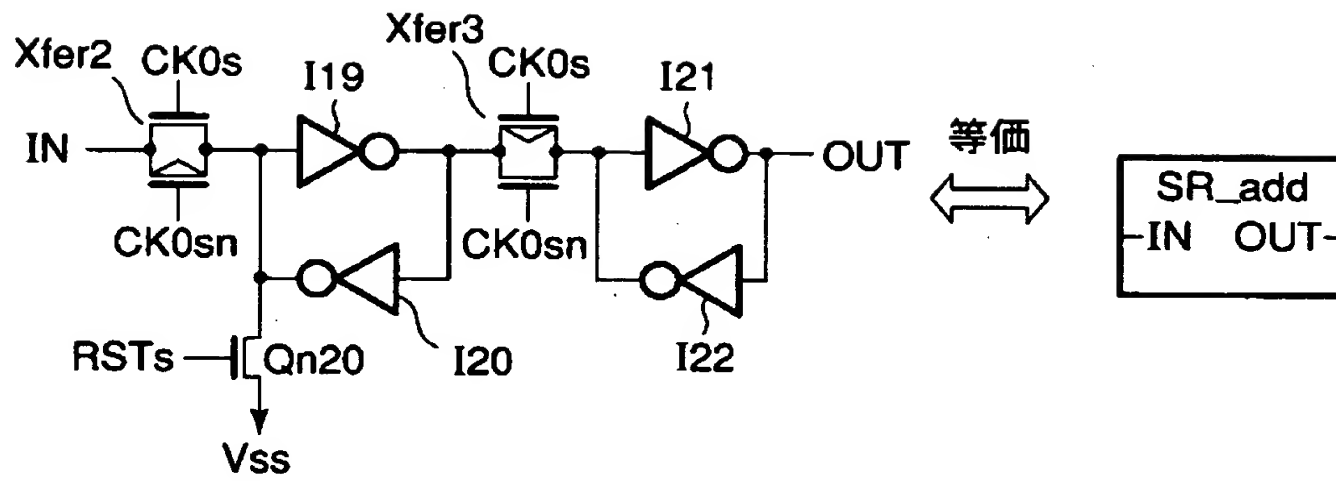 Xfer2
CK0s
I19
Xfer3
CK0s
I21
IN
OUT
等価
SR_add
IN OUT
CK0sn
CK0sn
RSTs
Qn20
I20
I22
Vss